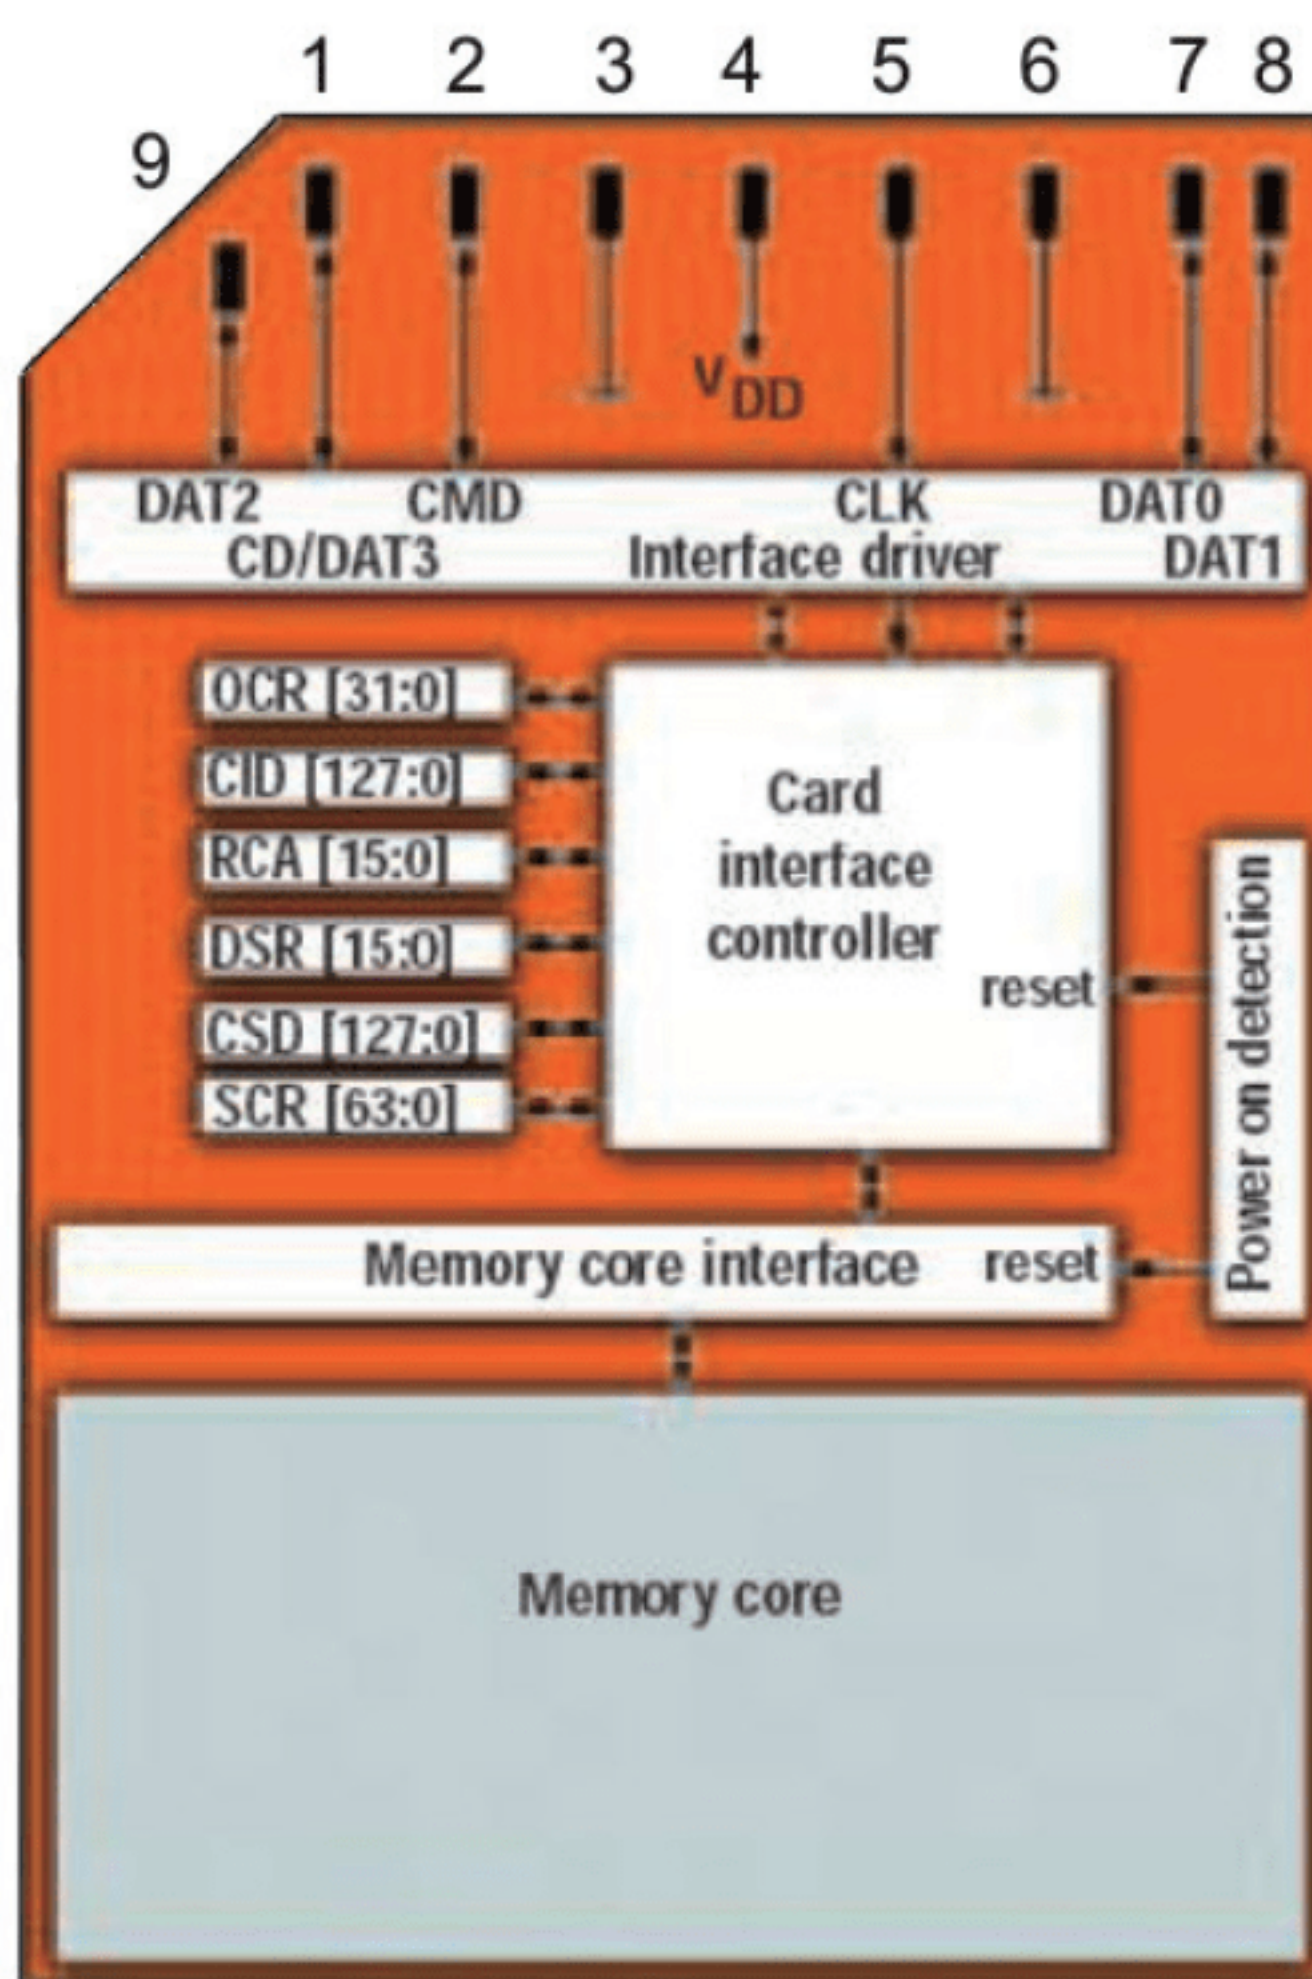 1 2 3 4 5 6 7 8
9
VDD
DAT2 CMD CLK DAT0
CD/DAT3 Interface driver DAT1
OCR [31:0]
CID [127:0]
RCA [15:0]
DSR [15:0]
CSD [127:0]
SCR [63:0]
Card
interface
controller
reset
Power on detection
Memory core interface reset
Memory core